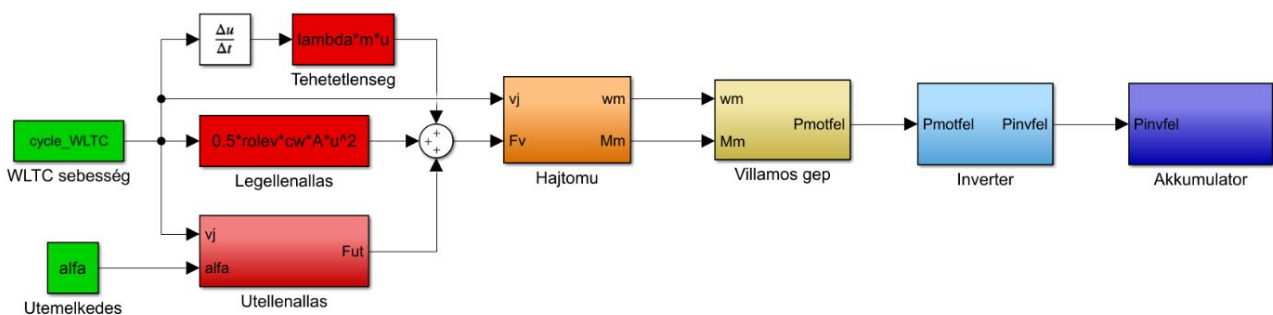 Δu
Δt
lambda*m*u
Tehetetlenseg
cycle_WLTC
WLTC sebesség
0.5*rolev*cw*A*u^2
Legellenallas
+
+
+
vj
Fv
wm
Mm
Hajtomu
wm
Mm
Pmotfel
Villamos gep
Pmotfel
Pinvfel
Inverter
Pinvfel
Akkumulator
vj
alfa
Fut
Utellenallas
alfa
Utemelkedes